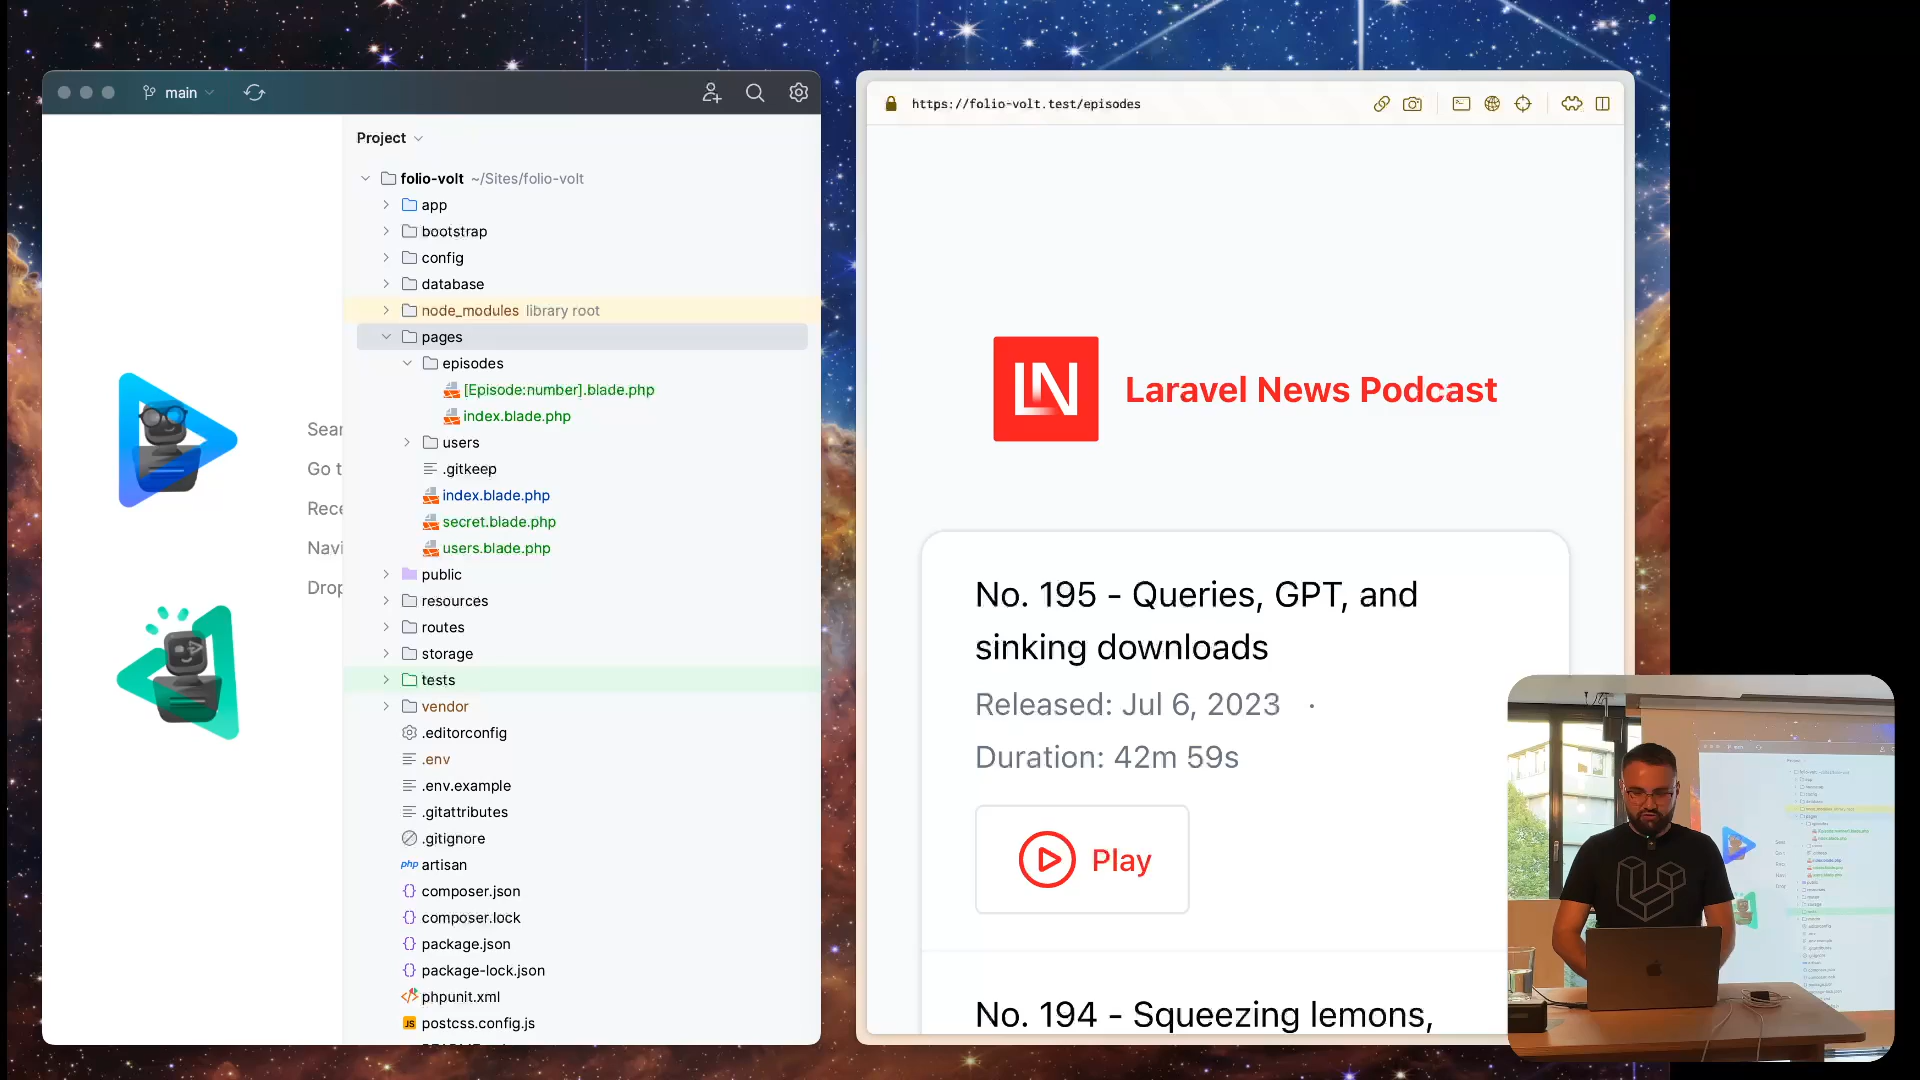 main
Project
folio-volt ~/Sites/folio-volt
app
bootstrap
config
database
node_modules library root
pages
episodes
[Episode:number].blade.php
index.blade.php
users
.gitkeep
index.blade.php
secret.blade.php
users.blade.php
public
resources
routes
storage
tests
vendor
.editorconfig
.env
.env.example
.gitattributes
.gitignore
php artisan
composer.json
composer.lock
package.json
package-lock.json
phpunit.xml
JS postcss.config.js
Sear
Go t
Rece
Navi
Drop
https://folio-volt.test/episodes
LN
Laravel News Podcast
No. 195 - Queries, GPT, and
sinking downloads
Released: Jul 6, 2023 ·
Duration: 42m 59s
Play
No. 194 - Squeezing lemons,